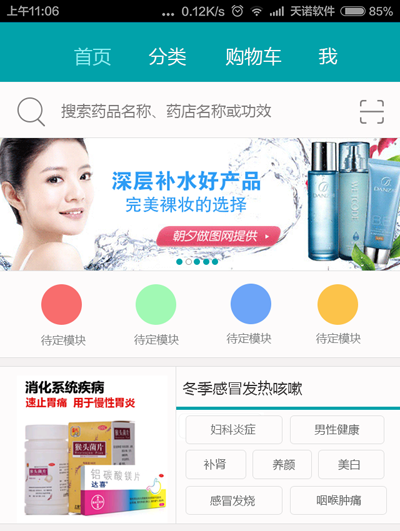 上午11:06 ... 0.12K/s 天诺软件 85%
首页 分类 购物车 我
搜索药品名称、药店名称或功效
深层补水好产品
完美裸妆的选择
朝夕做图网提供
待定模块 待定模块 待定模块 待定模块
消化系统疾病
速止胃痛 用于慢性胃炎
猴头菌片
铝碳酸镁片
达喜
冬季感冒发热咳嗽
妇科炎症 男性健康
补肾 养颜 美白
感冒发烧 咽喉肿痛